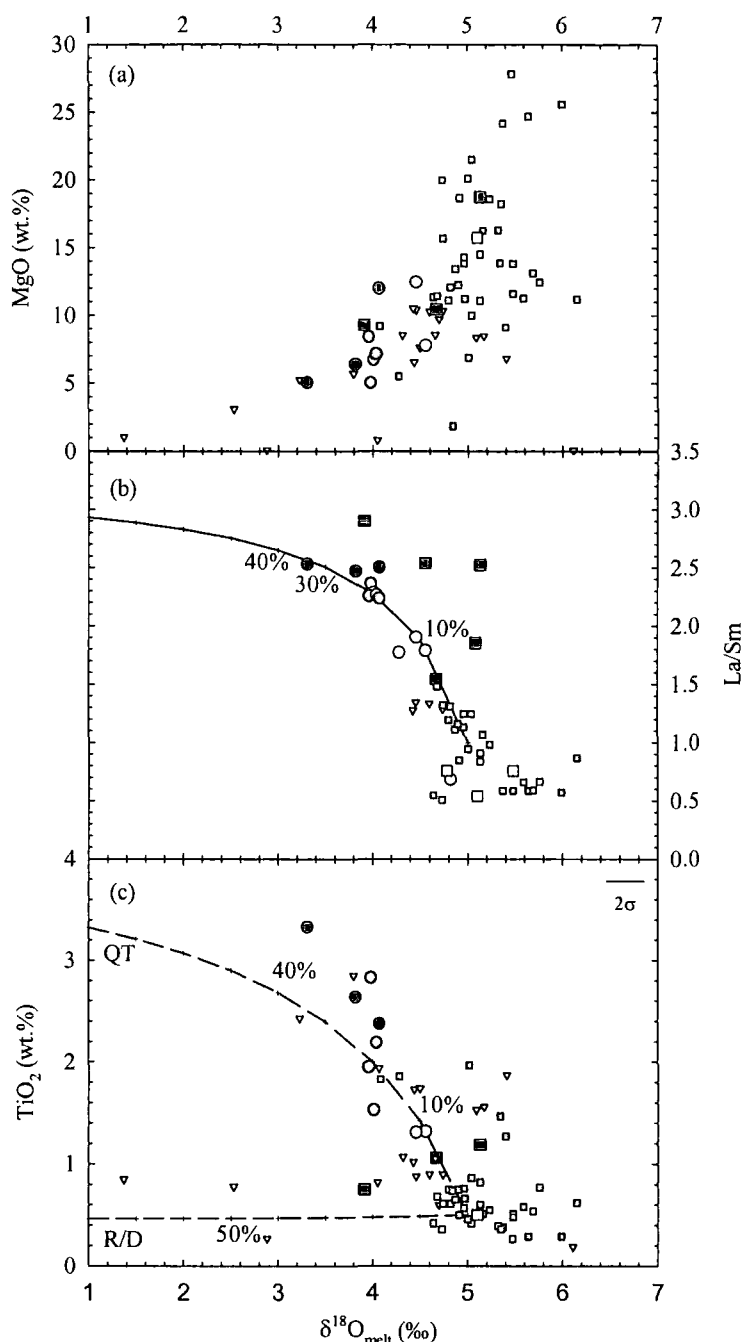 1 2 3 4 5 6 7
30
(a)
25
20
MgO (wt.%)
15
10
5
0
3.5
(b)
3.0
40%
30%
2.5
10%
2.0
La/Sm
1.5
1.0
0.5
4
0.0
(c)
2σ
QT
3
40%
TiO₂ (wt.%)
2
10%
1
R/D
50%
0
1 2 3 4 5 6 7
δ¹⁸O_melt (‰)